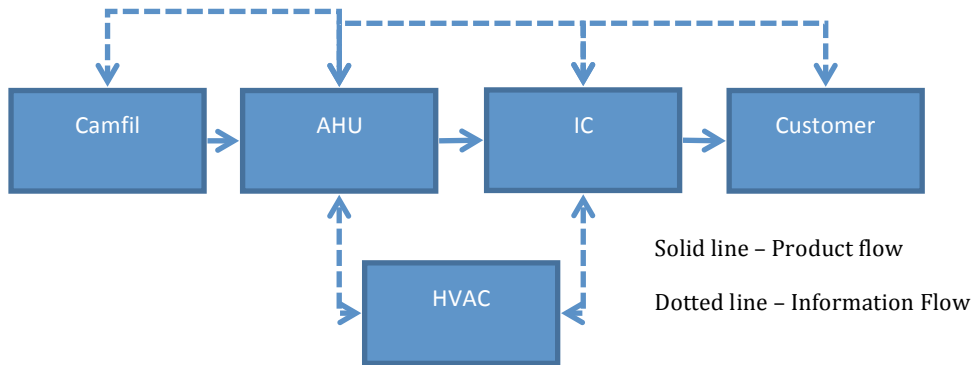 Camfil
AHU
IC
Customer
HVAC
Solid line – Product flow
Dotted line – Information Flow